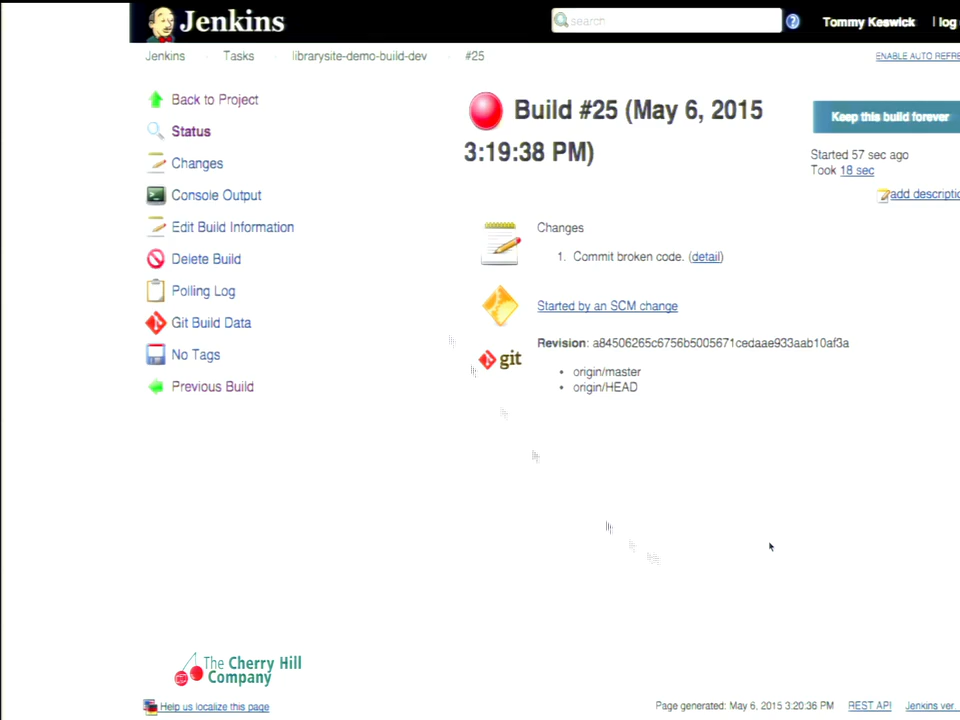 Jenkins
search
Tommy Keswick
log
Jenkins
Tasks
librarysite-demo-build-dev
#25
ENABLE AUTO REFRE
Back to Project
Status
Changes
Console Output
Edit Build Information
Delete Build
Polling Log
Git Build Data
No Tags
Previous Build
Build #25 (May 6, 2015
3:19:38 PM)
Keep this build forever
Started 57 sec ago
Took 18 sec
add descriptio
Changes
1. Commit broken code. (detail)
Started by an SCM change
git
Revision: a84506265c6756b5005671cedaae933aab10af3a
• origin/master
• origin/HEAD
The Cherry Hill
Company
Help us localize this page
Page generated: May 6, 2015 3:20:36 PM
REST API
Jenkins ver